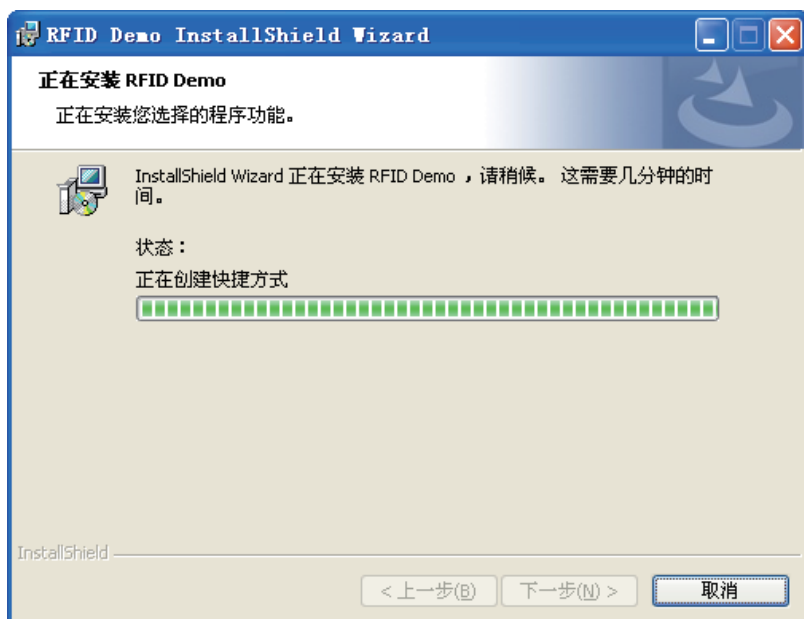 RFID Demo InstallShield Wizard
正在安装 RFID Demo
正在安装您选择的程序功能。
InstallShield Wizard 正在安装 RFID Demo ，请稍候。 这需要几分钟的时
间。
状态：
正在创建快捷方式
InstallShield
< 上一步(B)
下一步(N) >
取消